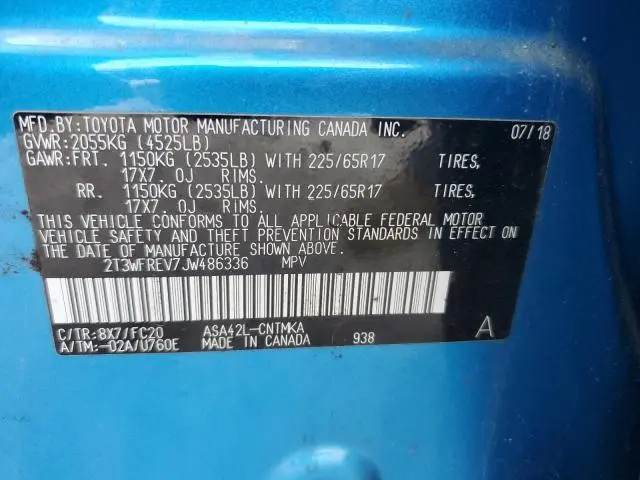 MFD.BY:TOYOTA MOTOR MANUFACTURING CANADA INC. 07/18
GVWR:2055KG (4525LB)
GAWR:FRT. 1150KG (2535LB) WITH 225/65R17 TIRES,
17X7.0J RIMS.
RR. 1150KG (2535LB) WITH 225/65R17 TIRES,
17X7.0J RIMS.
THIS VEHICLE CONFORMS TO ALL APPLICABLE FEDERAL MOTOR
VEHICLE SAFETY AND THEFT PREVENTION STANDARDS IN EFFECT ON
THE DATE OF MANUFACTURE SHOWN ABOVE.
2T3WFREV7JW486336 MPV
C/TR:8X7/FC20 ASA42L-CNTMKA A
A/TM:-02A/U760E MADE IN CANADA 938